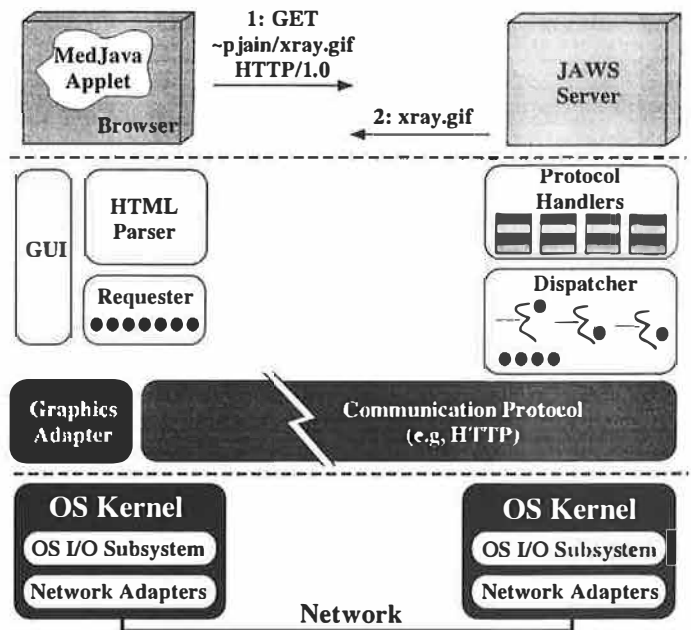 1: GET
~pjain/xray.gif
HTTP/1.0
MedJava
Applet
Browser
JAWS
Server
2: xray.gif
GUI
HTML
Parser
Requester
Protocol
Handlers
Dispatcher
Graphics
Adapter
Communication Protocol
(e.g, HTTP)
OS Kernel
OS I/O Subsystem
Network Adapters
OS Kernel
OS I/O Subsystem
Network Adapters
Network